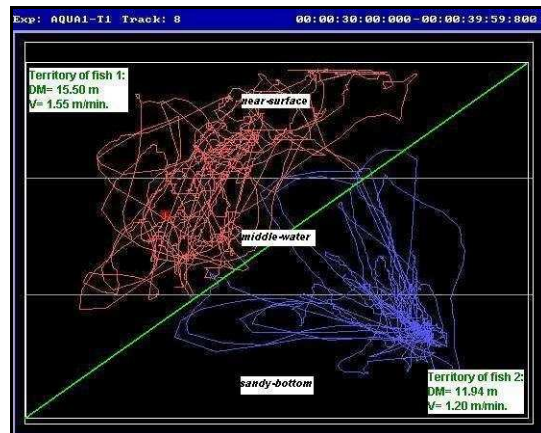 Exp: AQUA1-T1 Track: 8 00:00:30:00:000-00:00:39:59:800
Territory of fish 1:
DM= 15.50 m
V= 1.55 m/min.
near-surface
middle-water
sandy-bottom
Territory of fish 2:
DM= 11.94 m
V= 1.20 m/min.